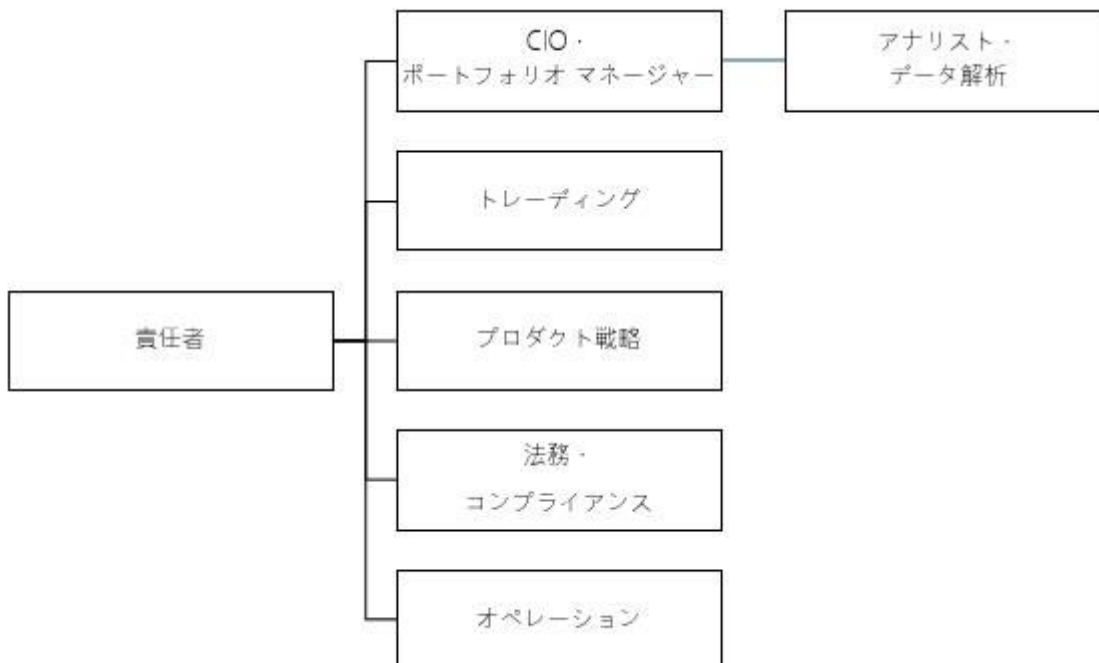 CIO・
ポートフォリオ マネージャー
アナリスト・
データ解析
トレーディング
責任者
プロダクト戦略
法務・
コンプライアンス
オペレーション